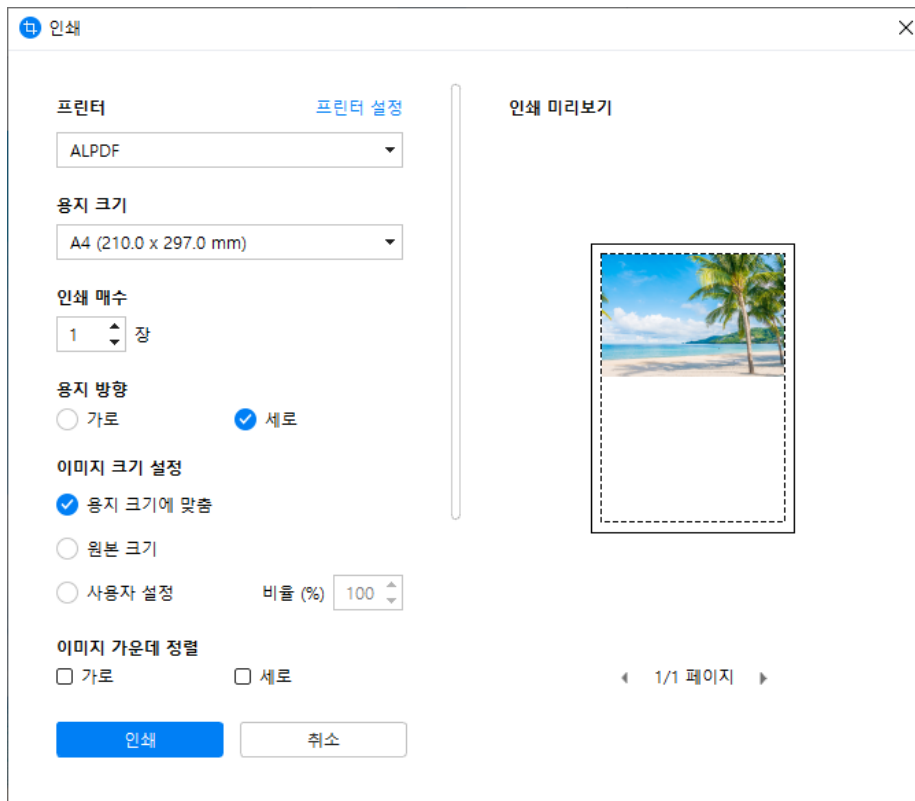 인쇄
프린터 프린터 설정
ALPDF
용지 크기
A4 (210.0 x 297.0 mm)
인쇄 매수
1 장
용지 방향
가로 세로
이미지 크기 설정
용지 크기에 맞춤
원본 크기
사용자 설정 비율 (%) 100
이미지 가운데 정렬
가로 세로
인쇄 취소
인쇄 미리보기
1/1 페이지